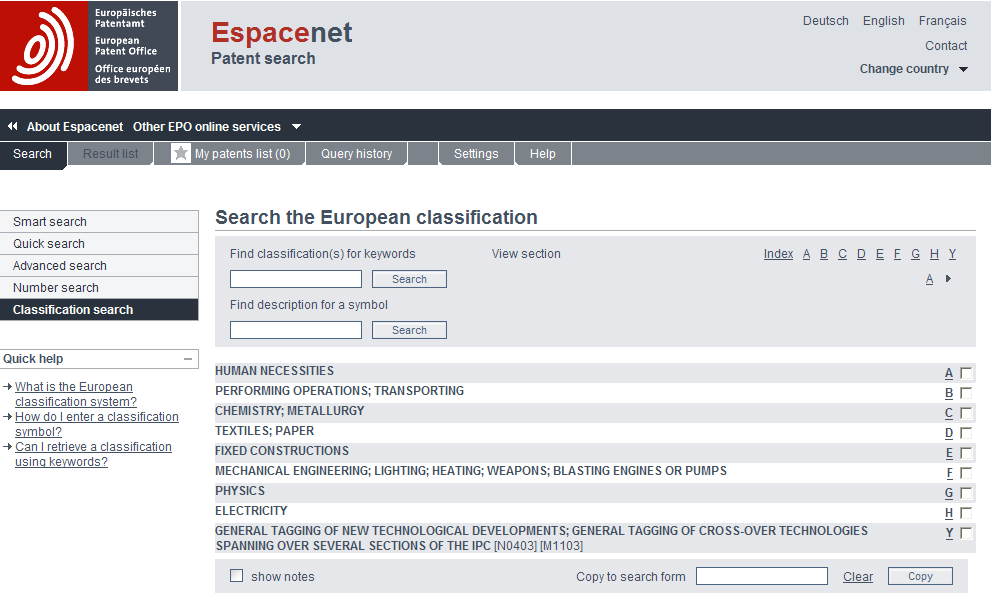 Europäisches
Patentamt
European
Patent Office
Office européen
des brevets
Espacenet
Patent search
Deutsch English Français
Contact
Change country
About Espacenet Other EPO online services
Search Result list My patents list (0) Query history Settings Help
Smart search
Quick search
Advanced search
Number search
Classification search
Quick help
What is the European
classification system?
How do I enter a classification
symbol?
Can I retrieve a classification
using keywords?
Search the European classification
Find classification(s) for keywords View section Index A B C D E F G H Y
Search A
Find description for a symbol
Search
HUMAN NECESSITIES A
PERFORMING OPERATIONS; TRANSPORTING B
CHEMISTRY; METALLURGY C
TEXTILES; PAPER D
FIXED CONSTRUCTIONS E
MECHANICAL ENGINEERING; LIGHTING; HEATING; WEAPONS; BLASTING ENGINES OR PUMPS F
PHYSICS G
ELECTRICITY H
GENERAL TAGGING OF NEW TECHNOLOGICAL DEVELOPMENTS; GENERAL TAGGING OF CROSS-OVER TECHNOLOGIES Y
SPANNING OVER SEVERAL SECTIONS OF THE IPC [N0403] [M1103]
show notes Copy to search form Clear Copy